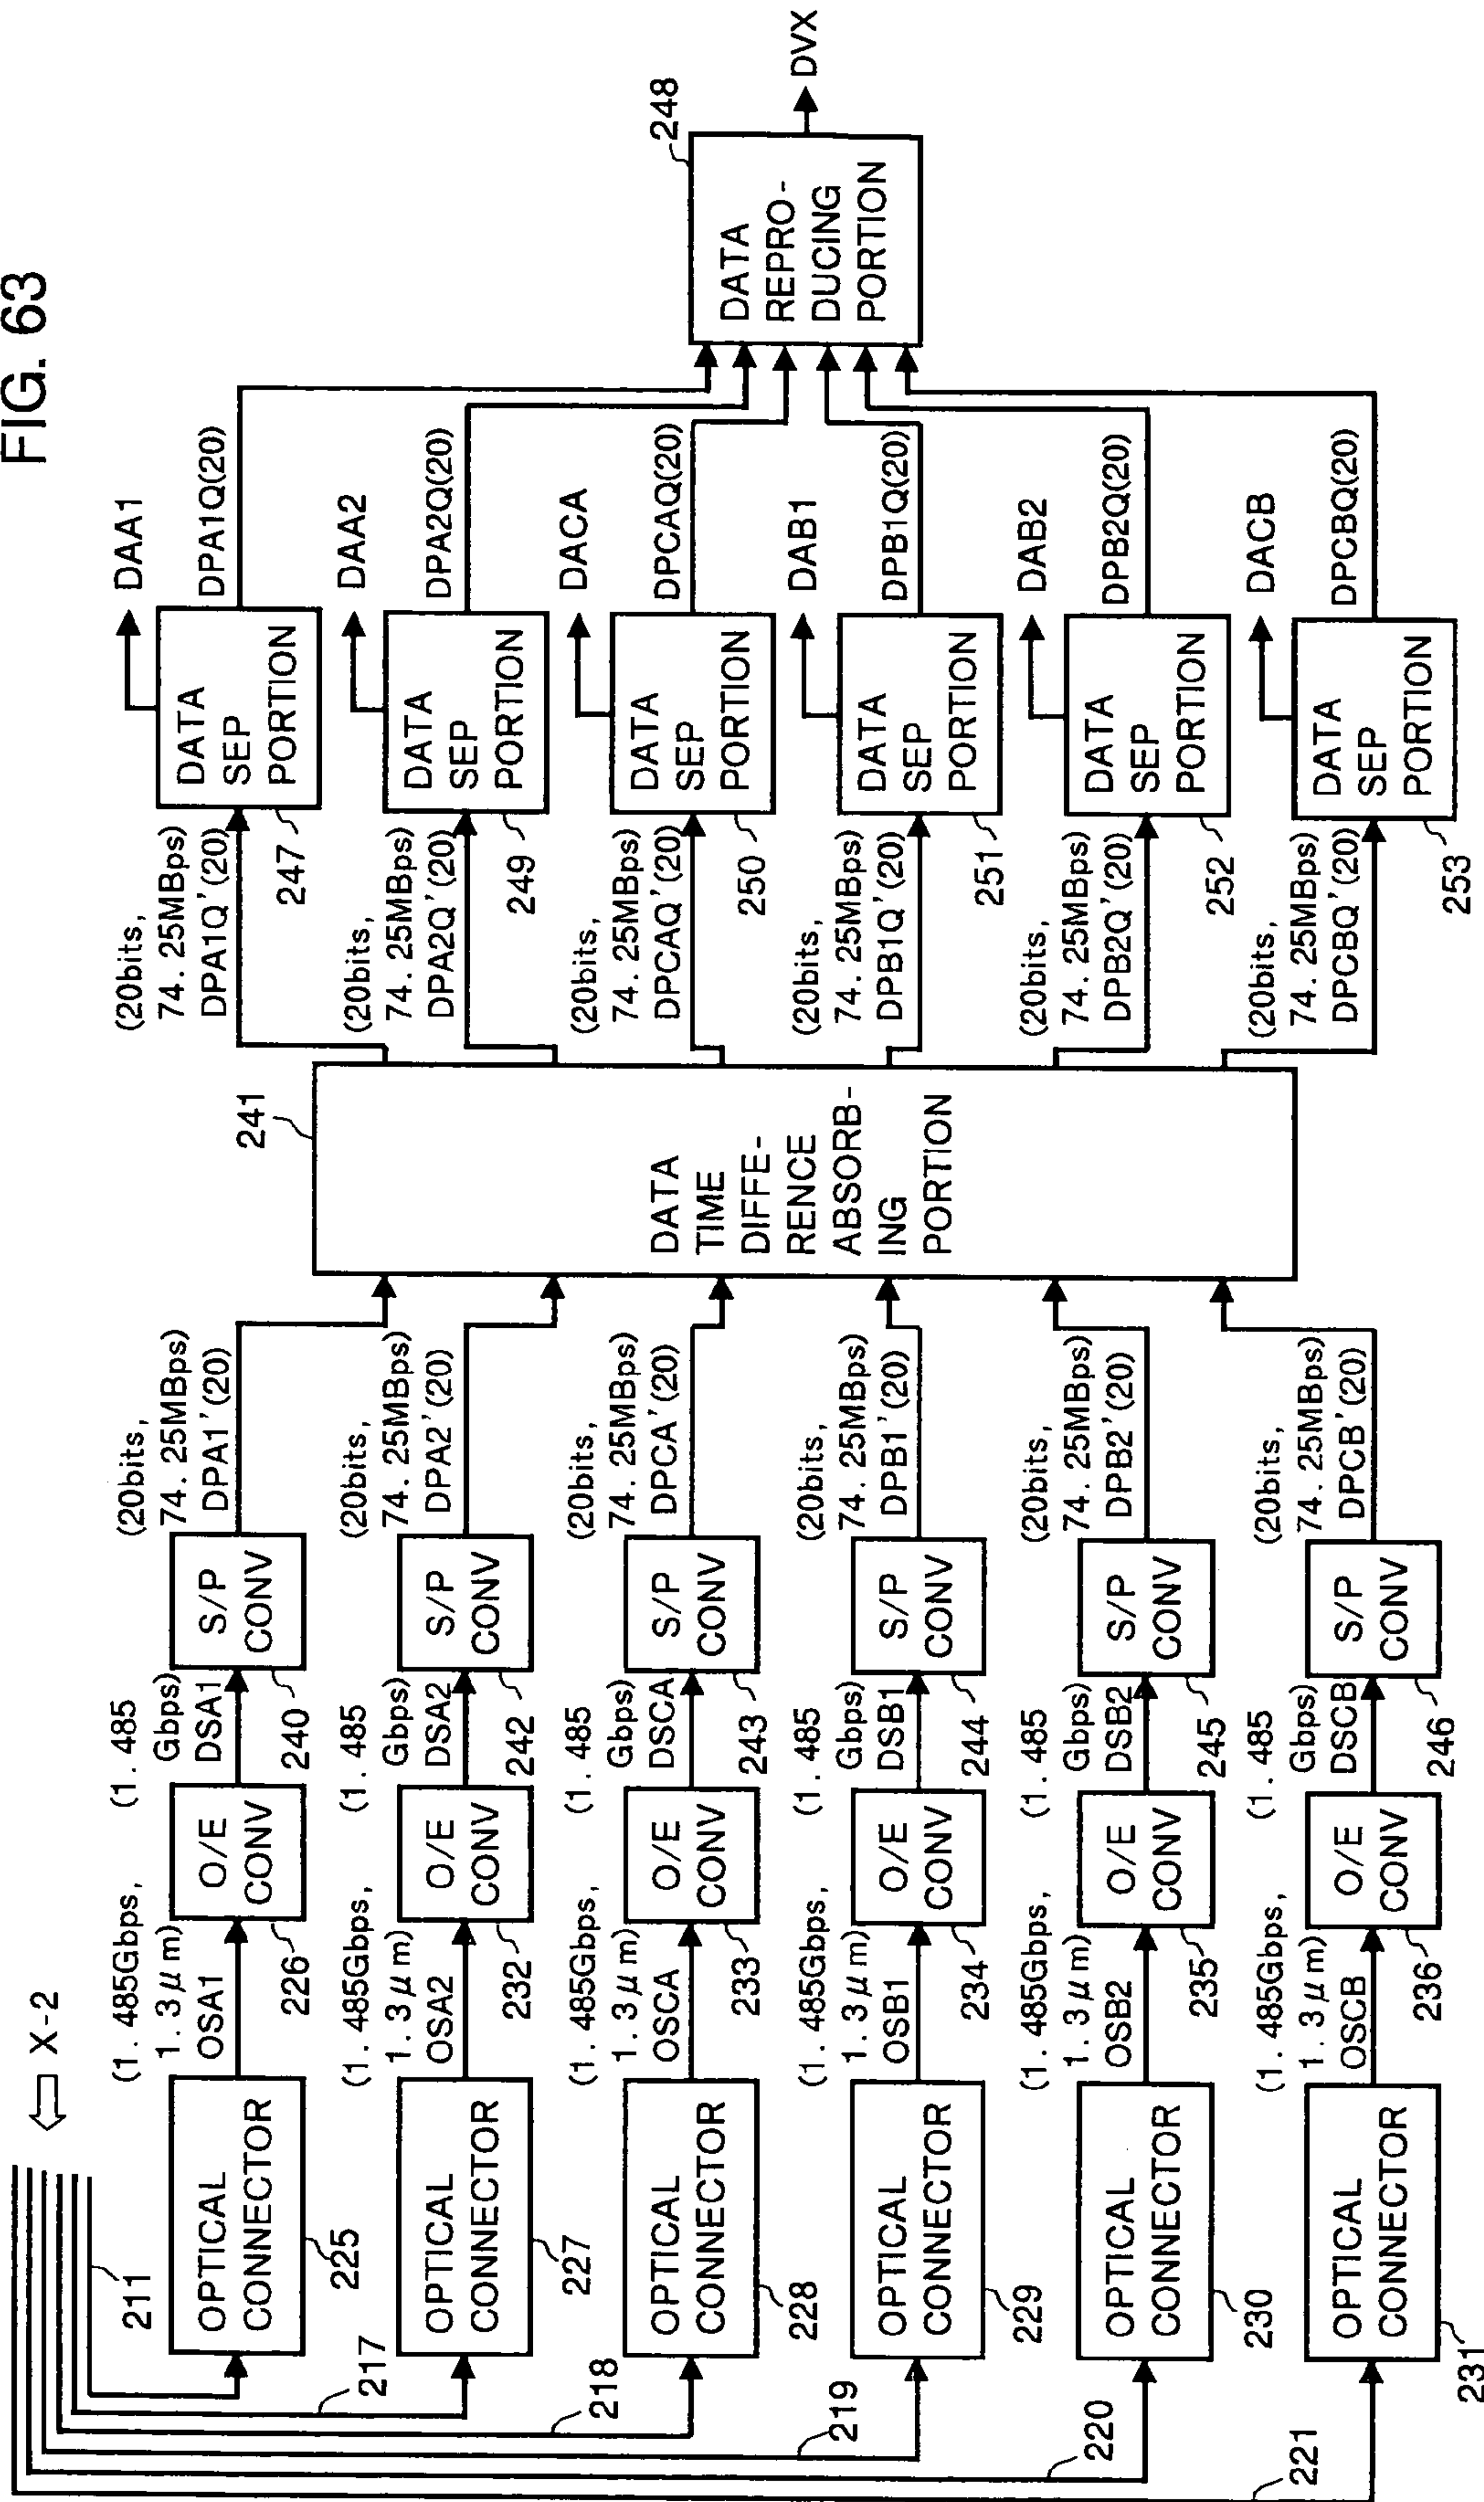 FIG. 63
X-2
211
OPTICAL
CONNECTOR
225
(1. 485Gbps,
1. 3μm)
OSA1
O/E
CONV
226
(1. 485
Gbps)
DSA1
S/P
CONV
240
(20bits,
74. 25MBps)
DPA1'(20)
217
OPTICAL
CONNECTOR
227
(1. 485Gbps,
1. 3μm)
OSA2
O/E
CONV
232
(1. 485
Gbps)
DSA2
S/P
CONV
242
(20bits,
74. 25MBps)
DPA2'(20)
218
OPTICAL
CONNECTOR
228
(1. 485Gbps,
1. 3μm)
OSCA
O/E
CONV
233
(1. 485
Gbps)
DSCA
S/P
CONV
243
(20bits,
74. 25MBps)
DPCA'(20)
219
OPTICAL
CONNECTOR
229
(1. 485Gbps,
1. 3μm)
OSB1
O/E
CONV
234
(1. 485
Gbps)
DSB1
S/P
CONV
244
(20bits,
74. 25MBps)
DPB1'(20)
220
OPTICAL
CONNECTOR
230
(1. 485Gbps,
1. 3μm)
OSB2
O/E
CONV
235
(1. 485
Gbps)
DSB2
S/P
CONV
245
(20bits,
74. 25MBps)
DPB2'(20)
221
OPTICAL
CONNECTOR
231
(1. 485Gbps,
1. 3μm)
OSCB
O/E
CONV
236
(1. 485
Gbps)
DSCB
S/P
CONV
246
(20bits,
74. 25MBps)
DPCB'(20)
241
DATA
TIME
DIFFE-
RENCE
ABSORB-
ING
PORTION
(20bits,
74. 25MBps)
DPA1Q'(20)
247
DATA
SEP
PORTION
DAA1
DPA1Q(20)
(20bits,
74. 25MBps)
DPA2Q'(20)
249
DATA
SEP
PORTION
DAA2
DPA2Q(20)
(20bits,
74. 25MBps)
DPCAQ'(20)
250
DATA
SEP
PORTION
DACA
DPCAQ(20)
(20bits,
74. 25MBps)
DPB1Q'(20)
251
DATA
SEP
PORTION
DAB1
DPB1Q(20)
(20bits,
74. 25MBps)
DPB2Q'(20)
252
DATA
SEP
PORTION
DAB2
DPB2Q(20)
(20bits,
74. 25MBps)
DPCBQ'(20)
253
DATA
SEP
PORTION
DACB
DPCBQ(20)
248
DATA
REPRO-
DUCING
PORTION
DVX